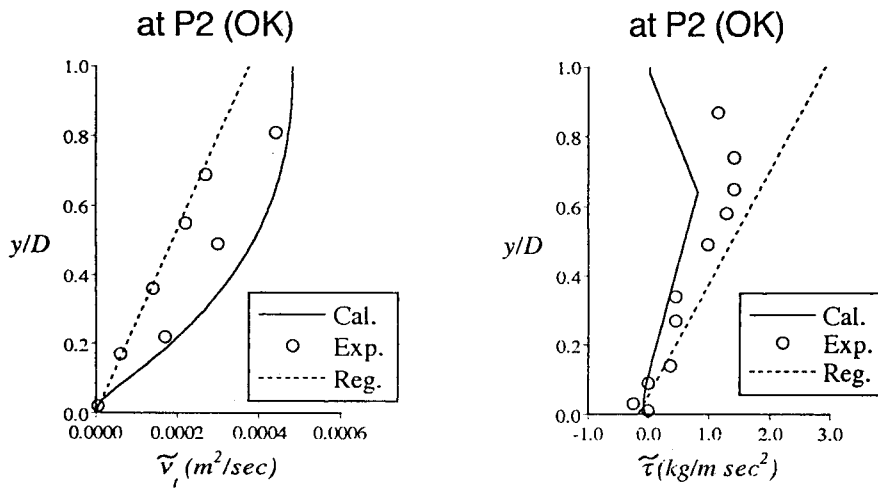 at P2 (OK)
1.0
0.8
0.6
y/D
0.4
0.2
0.0
0.0000 0.0002 0.0004 0.0006
ṽt (m²/sec)
Cal.
Exp.
Reg.
at P2 (OK)
1.0
0.8
0.6
y/D
0.4
0.2
0.0
-1.0 0.0 1.0 2.0 3.0
τ̃ (kg/m sec²)
Cal.
Exp.
Reg.